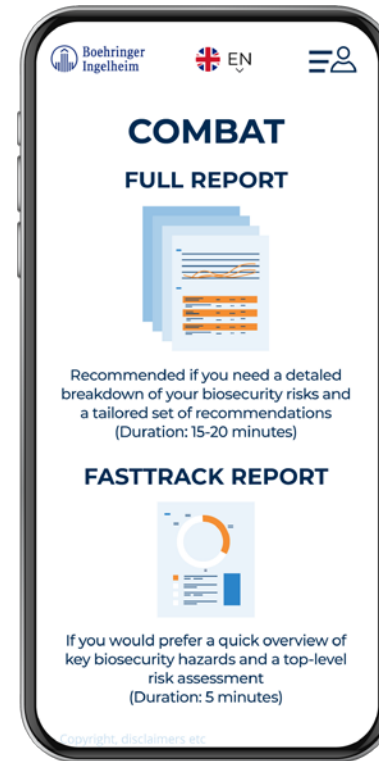 Boehringer
Ingelheim
EN
COMBAT
FULL REPORT
Recommended if you need a detaled
breakdown of your biosecurity risks and
a tailored set of recommendations
(Duration: 15-20 minutes)
FASTTRACK REPORT
If you would prefer a quick overview of
key biosecurity hazards and a top-level
risk assessment
(Duration: 5 minutes)
Copyright, disclaimers etc